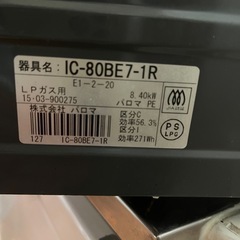 器具名：IC-80BE7-1R
E1-2-20
LPガス用 8.40kW
15.03-900275 パロマ PE
株式会社 パロマ 区分C
効率56.3%
区分I
127 IC-80BE7-1R 効率271Wh
PS
LPG